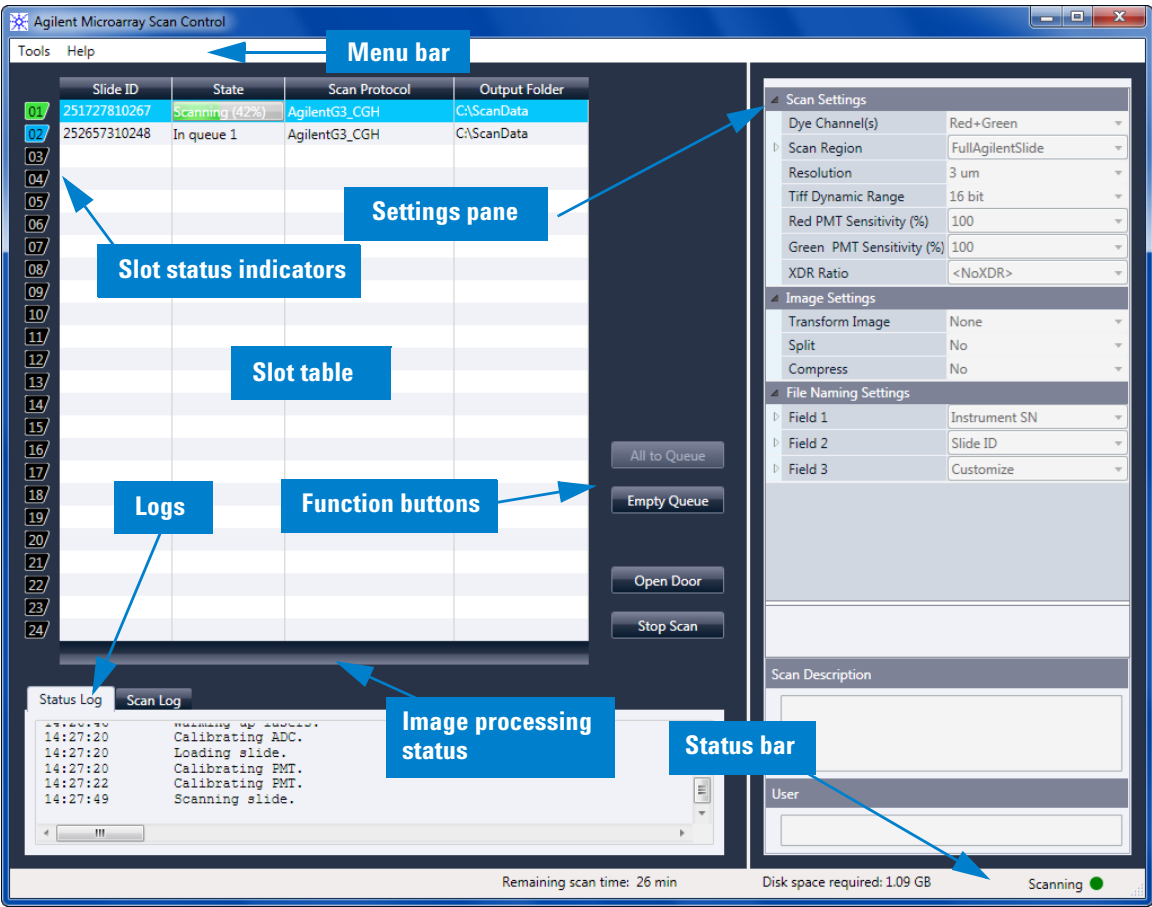 Agilent Microarray Scan Control
Tools Help
Menu bar
Slide ID State Scan Protocol Output Folder
01 251727810267 Scanning (42%) AgilentG3_CGH C:\ScanData
02 252657310248 In queue 1 AgilentG3_CGH C:\ScanData
03
04
05
06
07
08
09
10
11
12
13
14
15
16
17
18
19
20
21
22
23
24
Settings pane
Slot status indicators
Slot table
Logs
Function buttons
All to Queue
Empty Queue
Open Door
Stop Scan
Status Log Scan Log
14:26:46 Warming up lasers.
14:27:20 Calibrating ADC.
14:27:20 Loading slide.
14:27:20 Calibrating PMT.
14:27:22 Calibrating PMT.
14:27:49 Scanning slide.
Image processing
status
Status bar
Scan Settings
Dye Channel(s) Red+Green
Scan Region FullAgilentSlide
Resolution 3 um
Tiff Dynamic Range 16 bit
Red PMT Sensitivity (%) 100
Green PMT Sensitivity (%) 100
XDR Ratio <NoXDR>
Image Settings
Transform Image None
Split No
Compress No
File Naming Settings
Field 1 Instrument SN
Field 2 Slide ID
Field 3 Customize
Scan Description
User
Remaining scan time: 26 min Disk space required: 1.09 GB Scanning